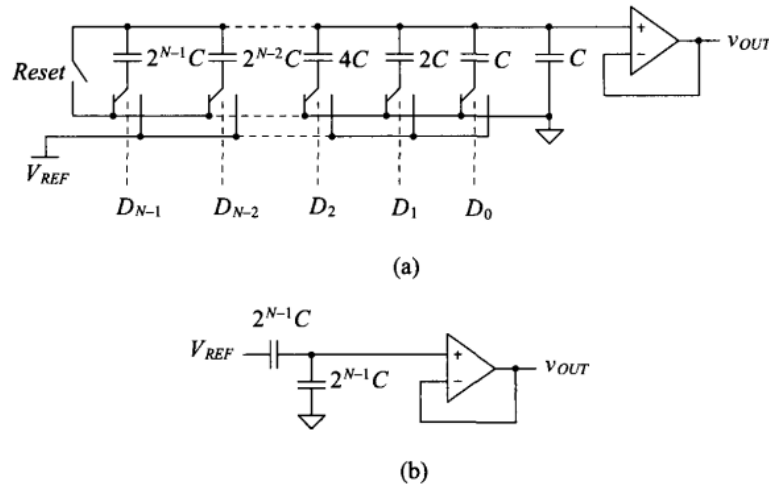 Reset 2^{N-1}C 2^{N-2}C 4C 2C C C + − v_{OUT}
V_{REF}
D_{N-1} D_{N-2} D_2 D_1 D_0
(a)
2^{N-1}C
V_{REF} + − v_{OUT}
2^{N-1}C
(b)